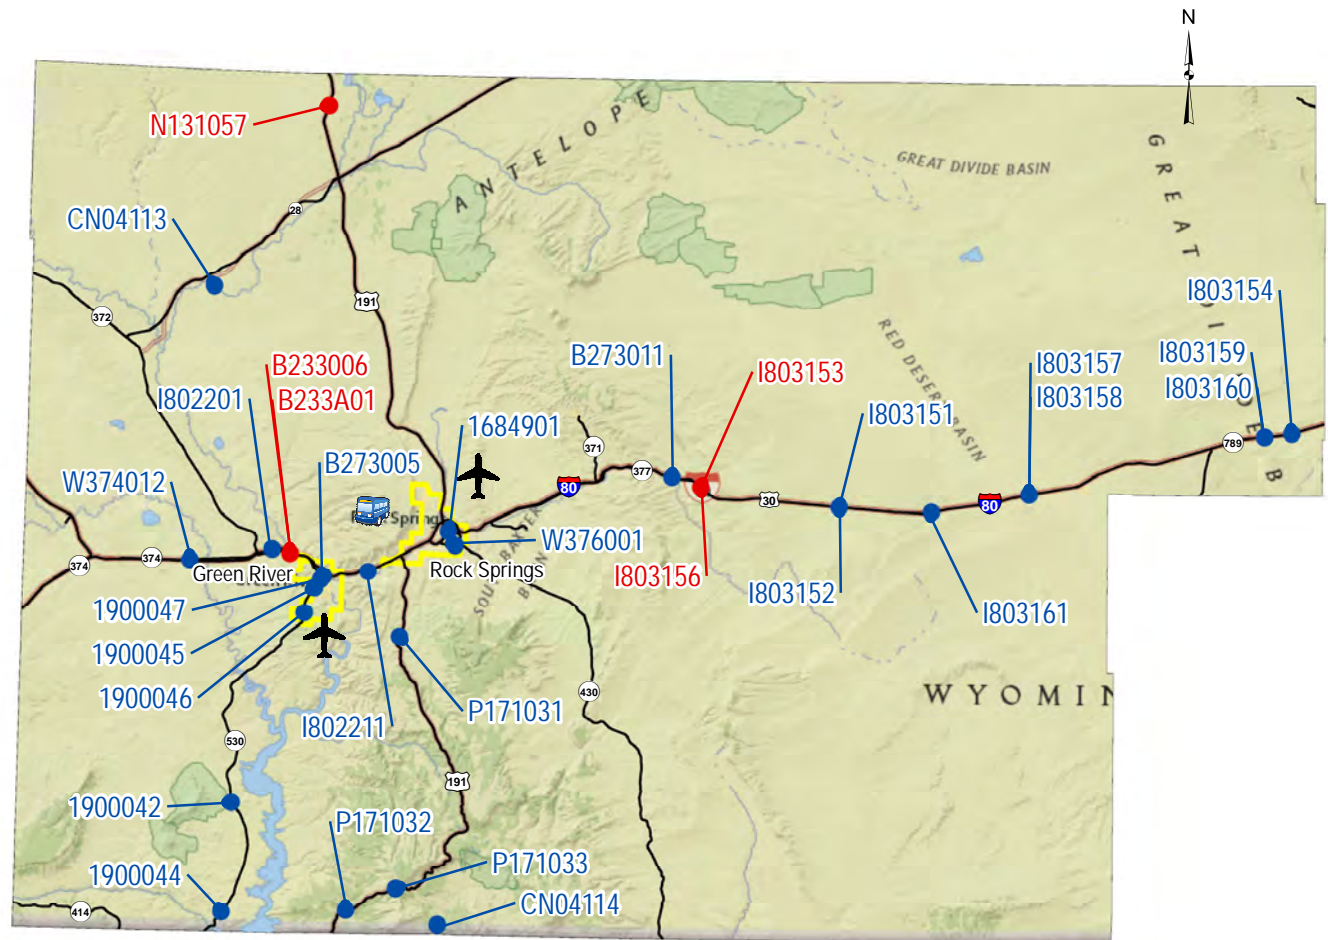 N
N131057
ANTELOPE
GREAT DIVIDE BASIN
GREAT DIVIDE B
CN04113
28
191
372
I803154
I803159
I803160
RED DESERT BASIN
B233006
B233A01
I802201
B273011
I803153
I803157
I803158
I803151
1684901
371
377
789
B273005
W374012
80
30
80
Springs
W376001
374
374
Green River
Rock Springs
I803156
I803152
I803161
1900047
1900045
1900046
I802211
P171031
430
WYOMIN
530
191
1900042
P171032
P171033
1900044
CN04114
414